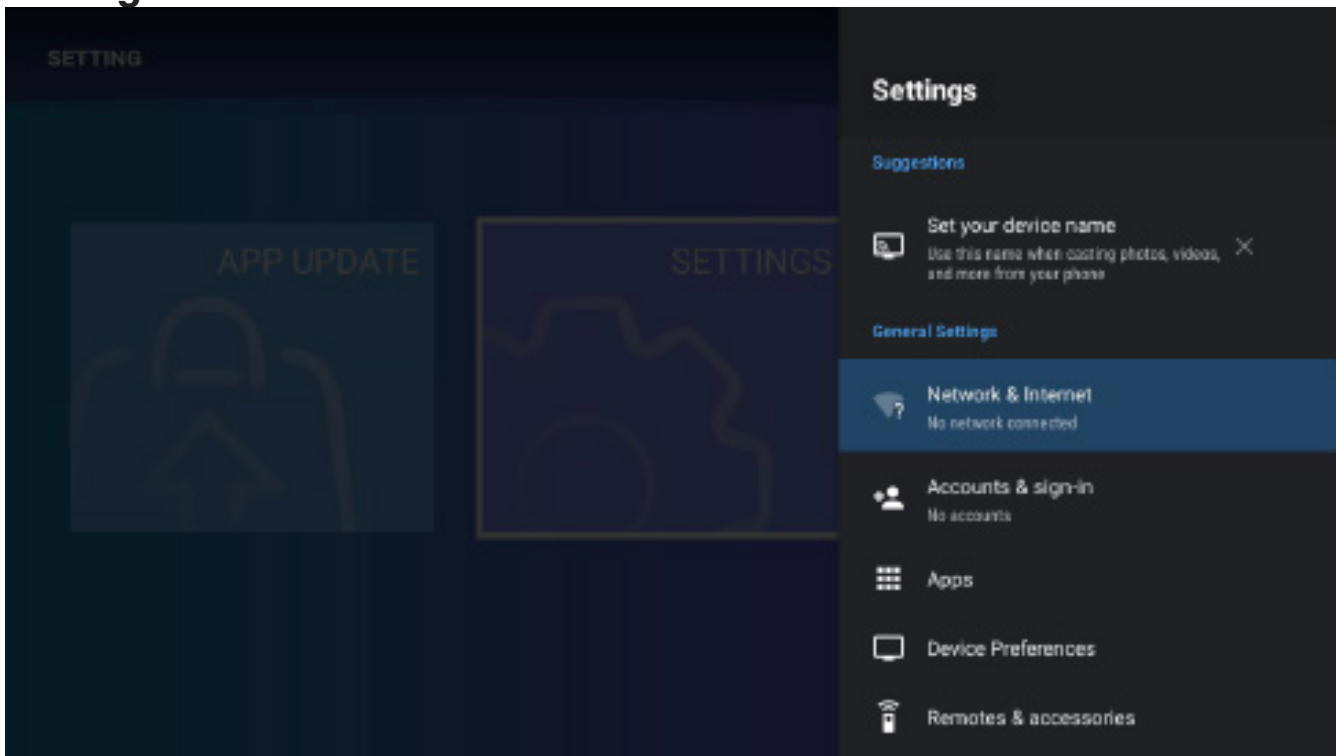 SETTING
APP UPDATE
SETTINGS
Settings
Suggestions
Set your device name
Use this name when casting photos, videos,
and more from your phone
General Settings
Network & Internet
No network connected
Accounts & sign-in
No accounts
Apps
Device Preferences
Remotes & accessories